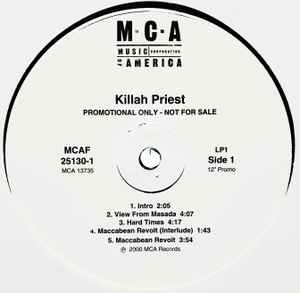 M·C·A
MUSIC CORPORATION
OF AMERICA
Killah Priest
PROMOTIONAL ONLY - NOT FOR SALE
MCAF
25130-1
MCA 13735
LP1
Side 1
12" Promo
1. Intro 2:05
2. View From Masada 4:07
3. Hard Times 4:17
4. Maccabean Revolt (Interlude) 1:43
5. Maccabean Revolt 3:54
℗ 2000 MCA Records